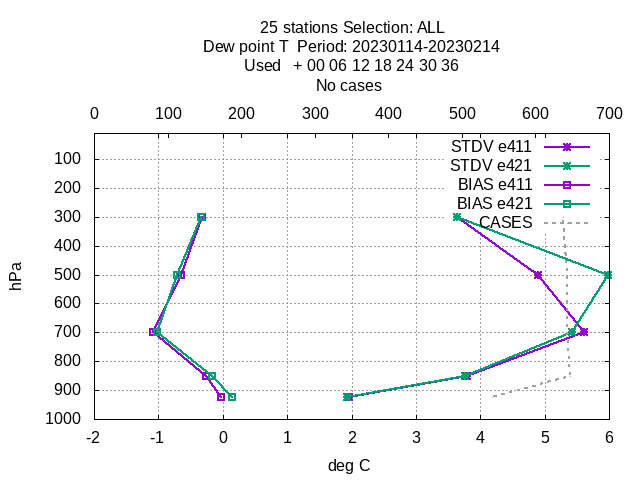 25 stations Selection: ALL
Dew point T  Period: 20230114-20230214
Used   + 00 06 12 18 24 30 36
No cases
0 100 200 300 400 500 600 700
STDV e411
STDV e421
BIAS e411
BIAS e421
CASES
100
200
300
400
500
600
700
800
900
1000
hPa
-2 -1 0 1 2 3 4 5 6
deg C